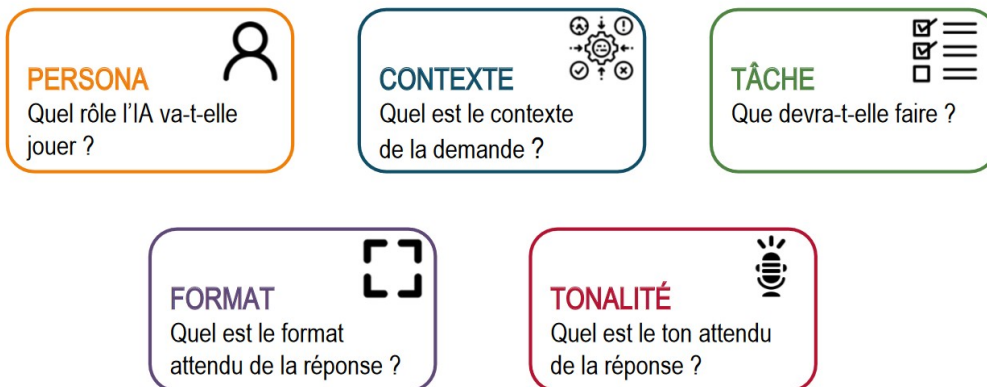 PERSONA
Quel rôle l'IA va-t-elle
jouer ?
CONTEXTE
Quel est le contexte
de la demande ?
TÂCHE
Que devra-t-elle faire ?
FORMAT
Quel est le format
attendu de la réponse ?
TONALITÉ
Quel est le ton attendu
de la réponse ?